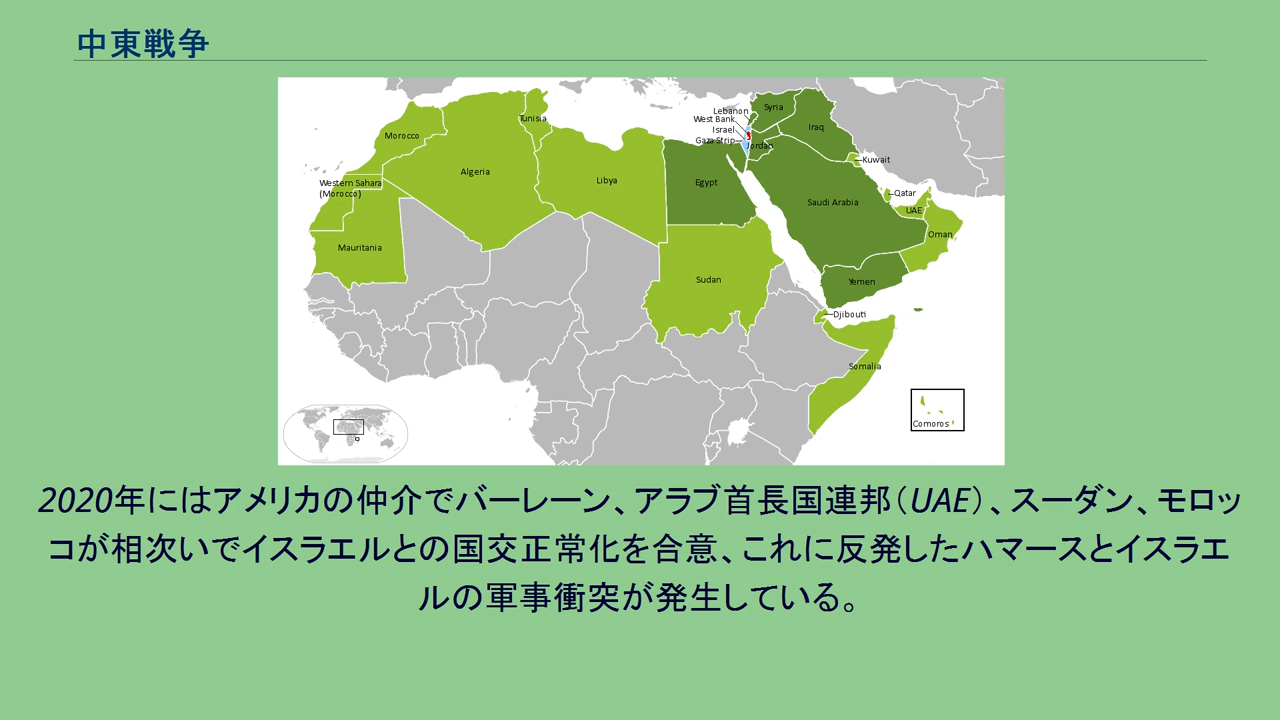 中東戦争
Morocco
Algeria
Tunisia
Libya
Egypt
Western Sahara
(Morocco)
Mauritania
Sudan
Lebanon
West Bank
Israel
Gaza Strip
Syria
Jordan
Iraq
Kuwait
Saudi Arabia
Qatar
UAE
Oman
Yemen
Djibouti
Somalia
Comoros
2020年にはアメリカの仲介でバーレーン、アラブ首長国連邦（UAE）、スーダン、モロッ
コが相次いでイスラエルとの国交正常化を合意、これに反発したハマースとイスラエ
ルの軍事衝突が発生している。